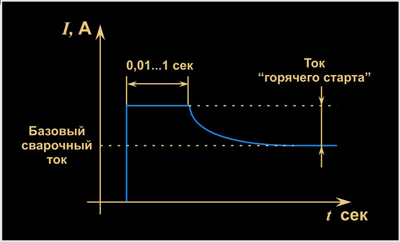 I, А
0,01...1 сек
Ток
“горячего старта”
Базовый
сварочный
ток
t сек